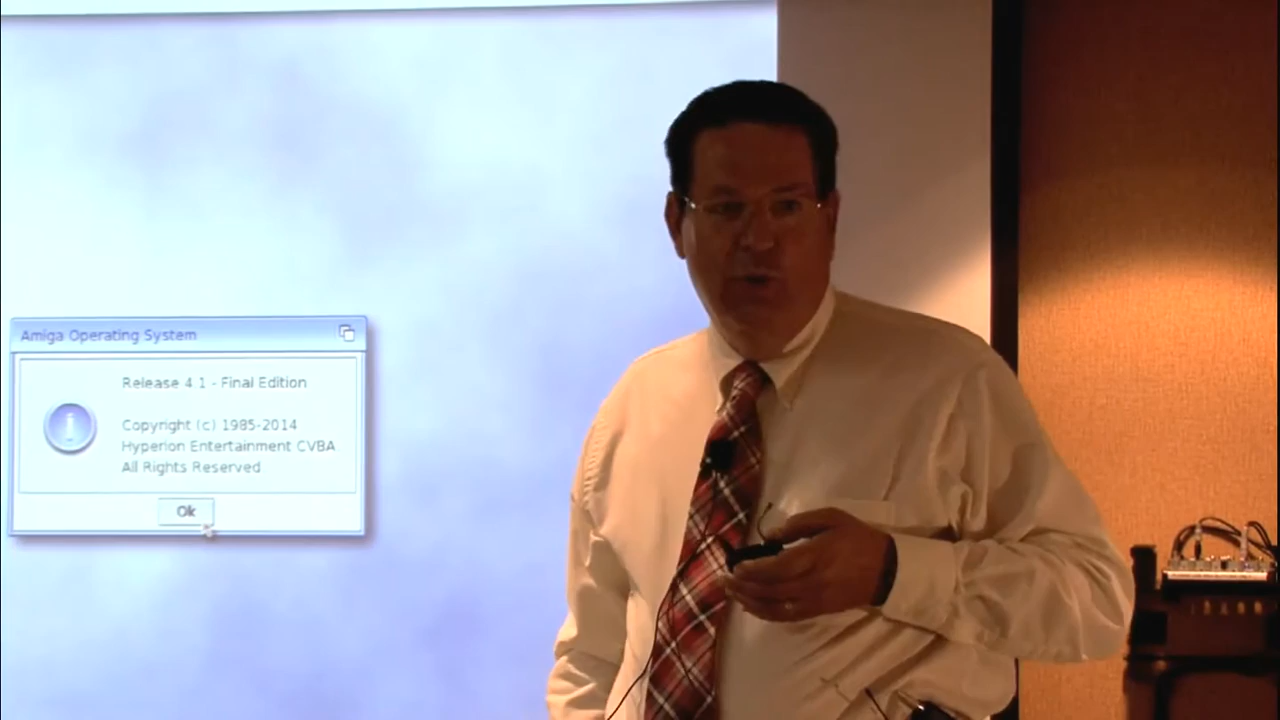 Amiga Operating System
Release 4.1 - Final Edition
Copyright (c) 1985-2014
Hyperion Entertainment CVBA
All Rights Reserved
Ok